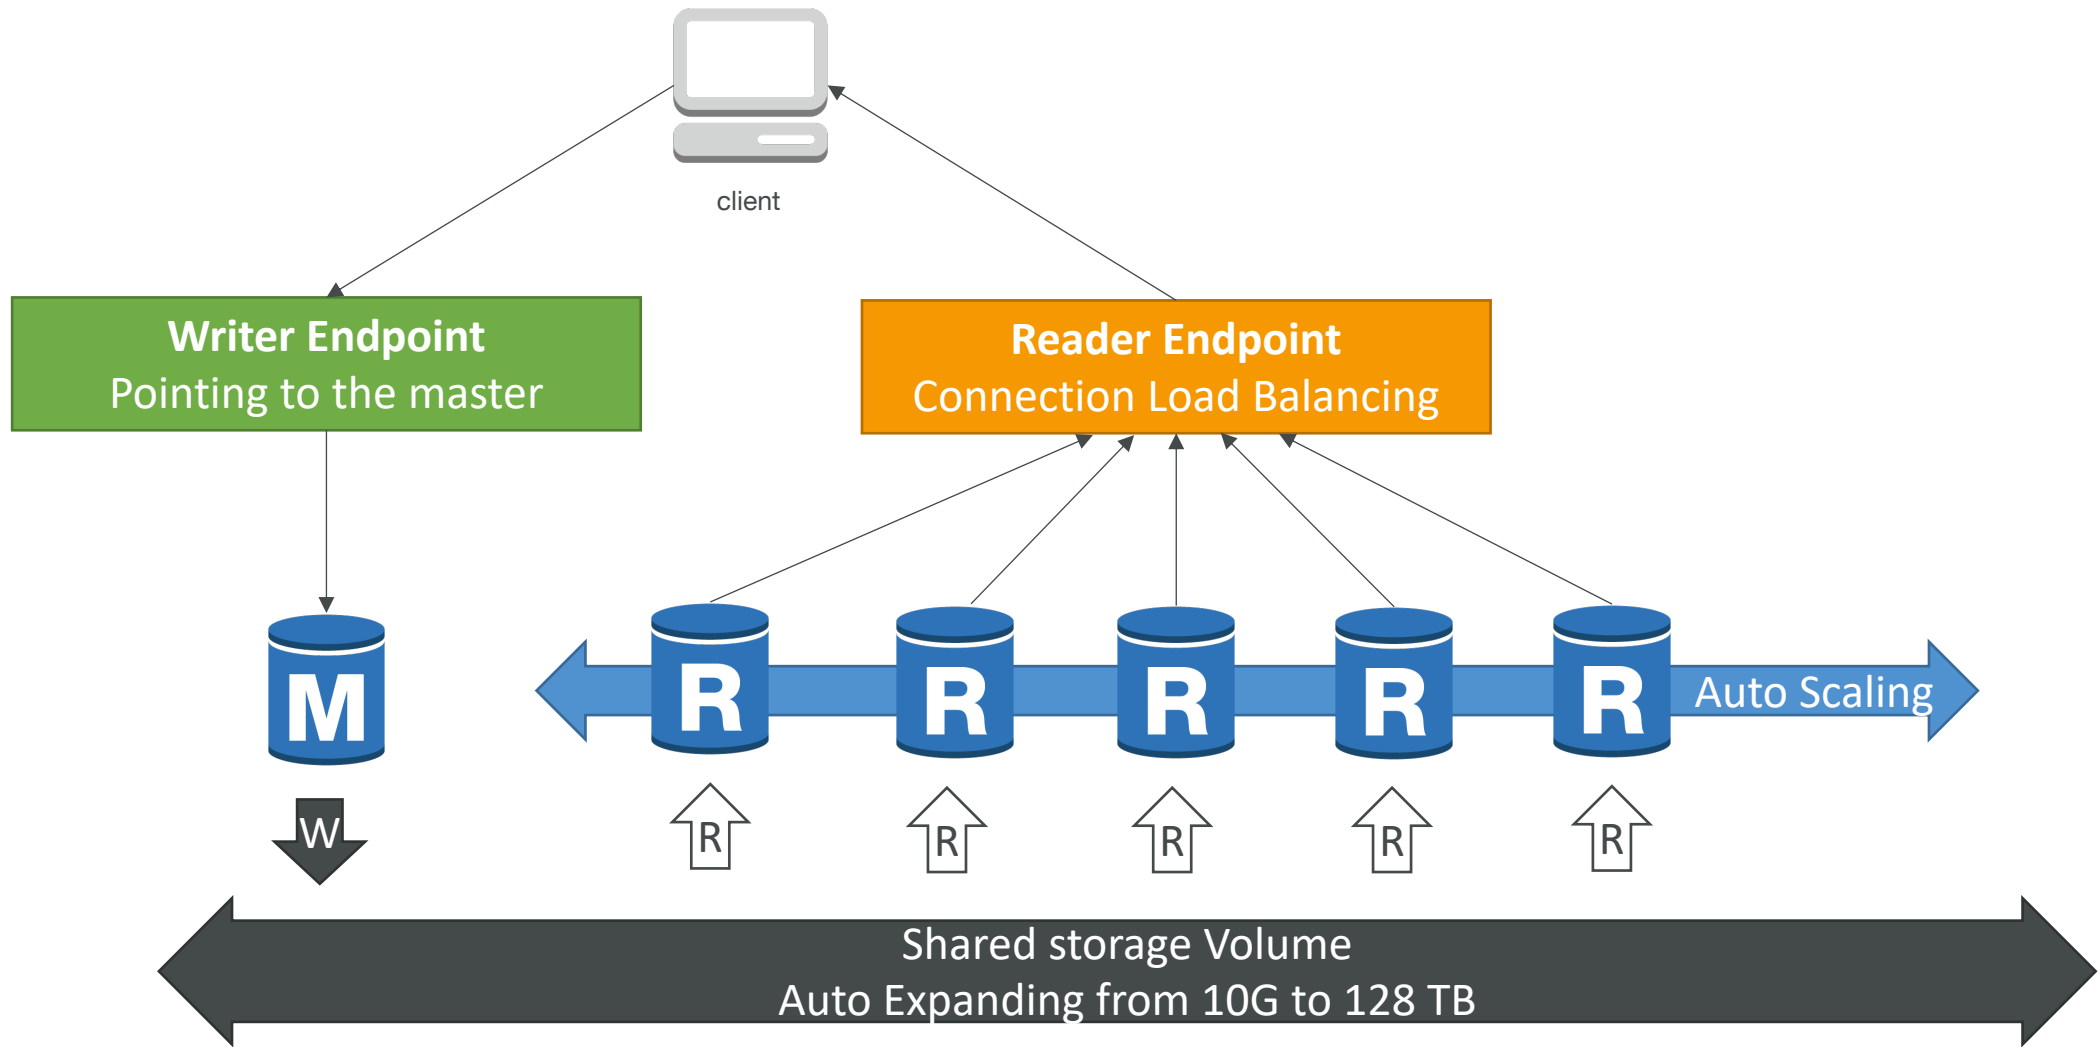 client
Writer Endpoint
Pointing to the master
Reader Endpoint
Connection Load Balancing
M
R
R
R
R
R
Auto Scaling
W
R
R
R
R
R
Shared storage Volume
Auto Expanding from 10G to 128 TB